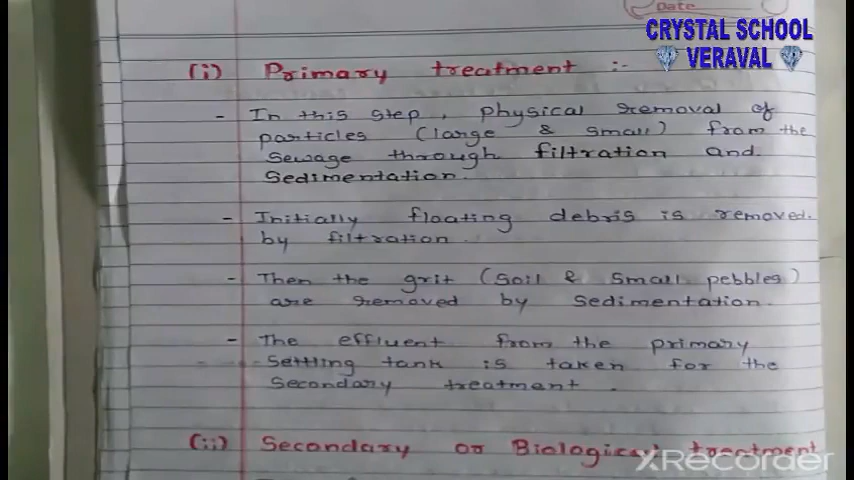 Date
CRYSTAL SCHOOL
VERAVAL
(i) Primary treatment :-
- In this step, physical removal of
particles (large & small) from the
sewage through filtration and
sedimentation.
- Initially floating debris is removed.
by filtration.
- Then the grit (soil & small pebbles)
are removed by sedimentation.
- The effluent from the primary
settling tank is taken for the
secondary treatment.
(ii) Secondary or Biological treatment
XRecorder